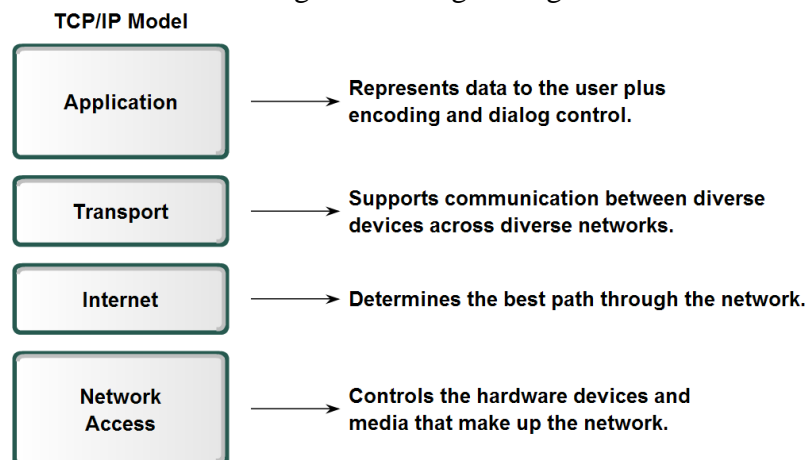 TCP/IP Model
Application
Represents data to the user plus
encoding and dialog control.
Transport
Supports communication between diverse
devices across diverse networks.
Internet
Determines the best path through the network.
Network
Access
Controls the hardware devices and
media that make up the network.